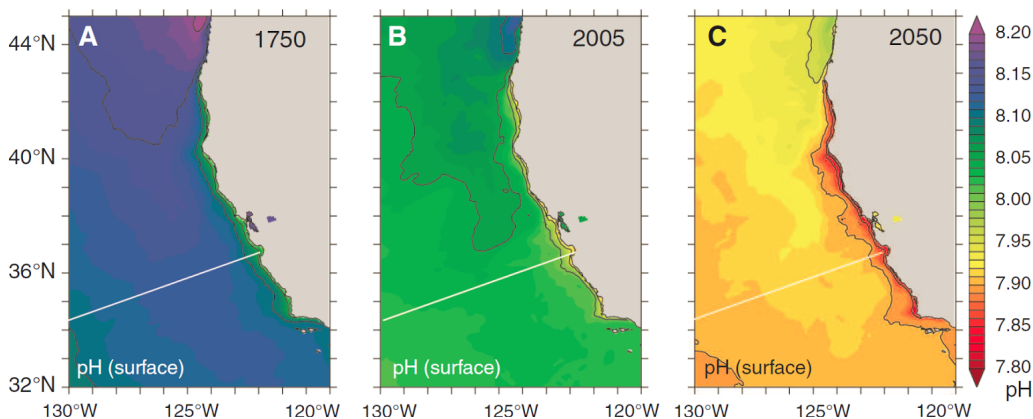 A 1750
B 2005
C 2050
44°N
40°N
36°N
32°N
pH (surface)
pH (surface)
pH (surface)
130°W 125°W 120°W
130°W 125°W 120°W
130°W 125°W 120°W
8.20
8.15
8.10
8.05
8.00
7.95
7.90
7.85
7.80
pH